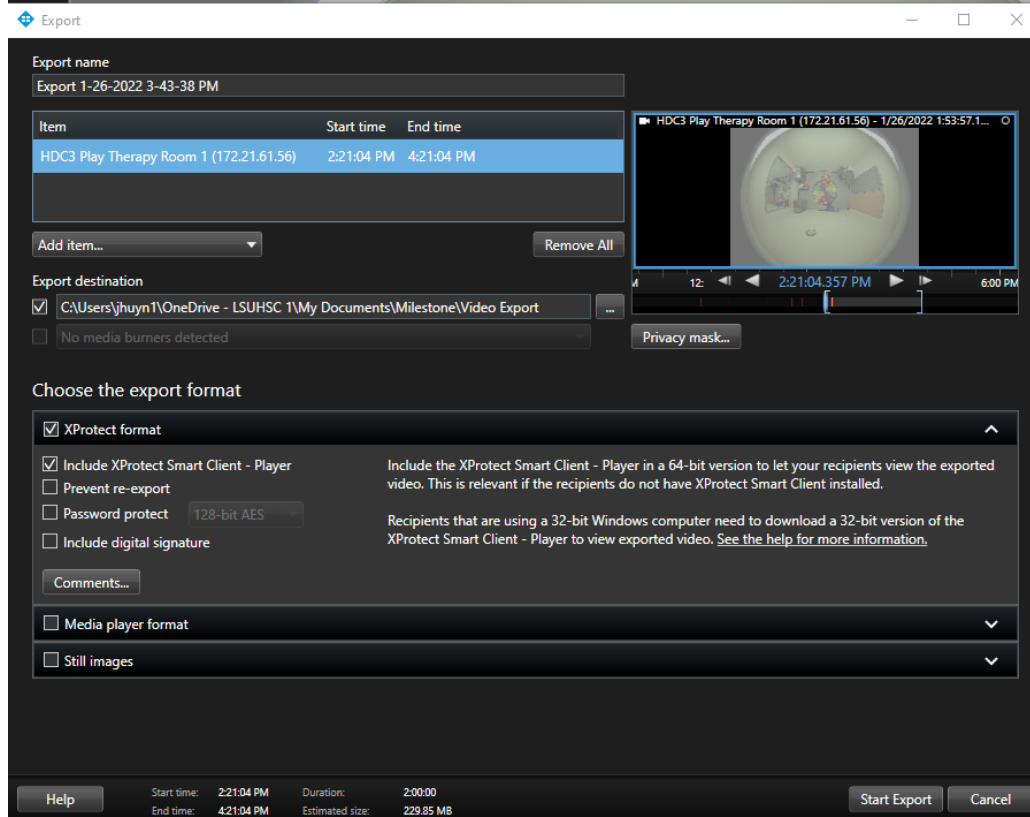 Export
Export name
Export 1-26-2022 3-43-38 PM
Item Start time End time
HDC3 Play Therapy Room 1 (172.21.61.56) 2:21:04 PM 4:21:04 PM
HDC3 Play Therapy Room 1 (172.21.61.56) - 1/26/2022 1:53:57.1...
Add item... Remove All
12: 2:21:04.357 PM 6:00 PM
Export destination
C:\Users\jhuyn1\OneDrive - LSUHSC 1\My Documents\Milestone\Video Export ...
No media burners detected
Privacy mask...
Choose the export format
XProtect format
Include XProtect Smart Client - Player
Prevent re-export
Password protect 128-bit AES
Include digital signature
Comments...
Include the XProtect Smart Client - Player in a 64-bit version to let your recipients view the exported
video. This is relevant if the recipients do not have XProtect Smart Client installed.
Recipients that are using a 32-bit Windows computer need to download a 32-bit version of the
XProtect Smart Client - Player to view exported video. See the help for more information.
Media player format
Still images
Help
Start time: 2:21:04 PM Duration: 2:00:00
End time: 4:21:04 PM Estimated size: 229.85 MB
Start Export Cancel